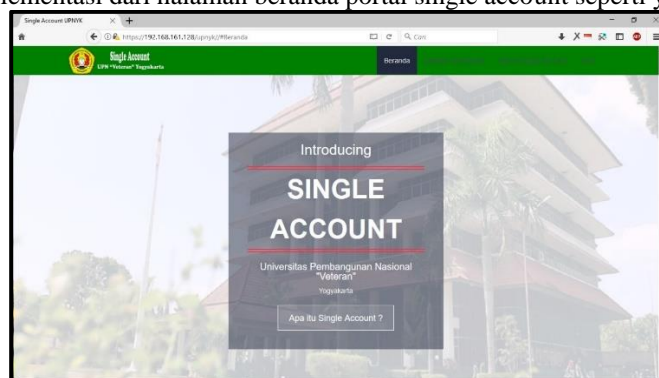 lementasi dari halaman beranda portal single account seperti y
Single Account UPNYK
https://192.168.161.128/upnyk/#Beranda
Cari
Single Account
UPN "Veteran" Yogyakarta
Beranda
Introducing
SINGLE
ACCOUNT
Universitas Pembangunan Nasional
"Veteran"
Yogyakarta
Apa itu Single Account ?